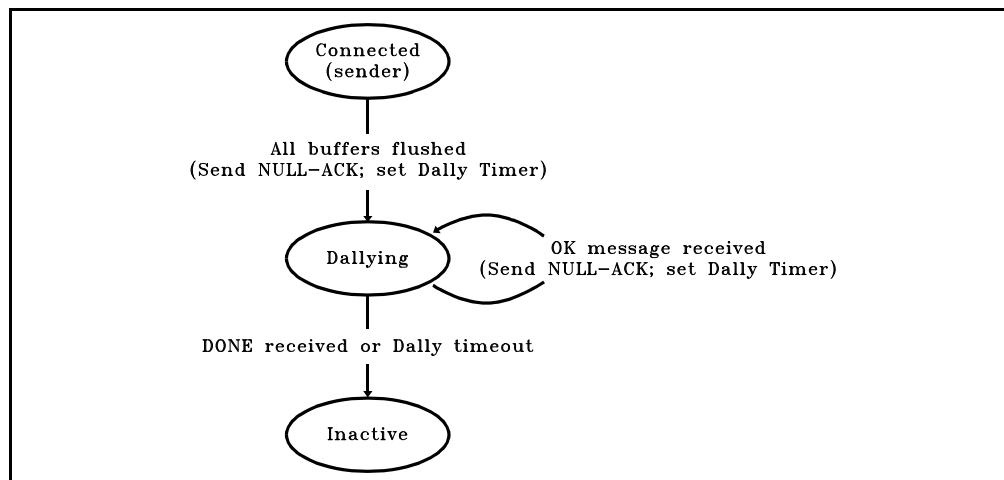 Connected
(sender)
All buffers flushed
(Send NULL-ACK; set Dally Timer)
Dallying
OK message received
(Send NULL-ACK; set Dally Timer)
DONE received or Dally timeout
Inactive